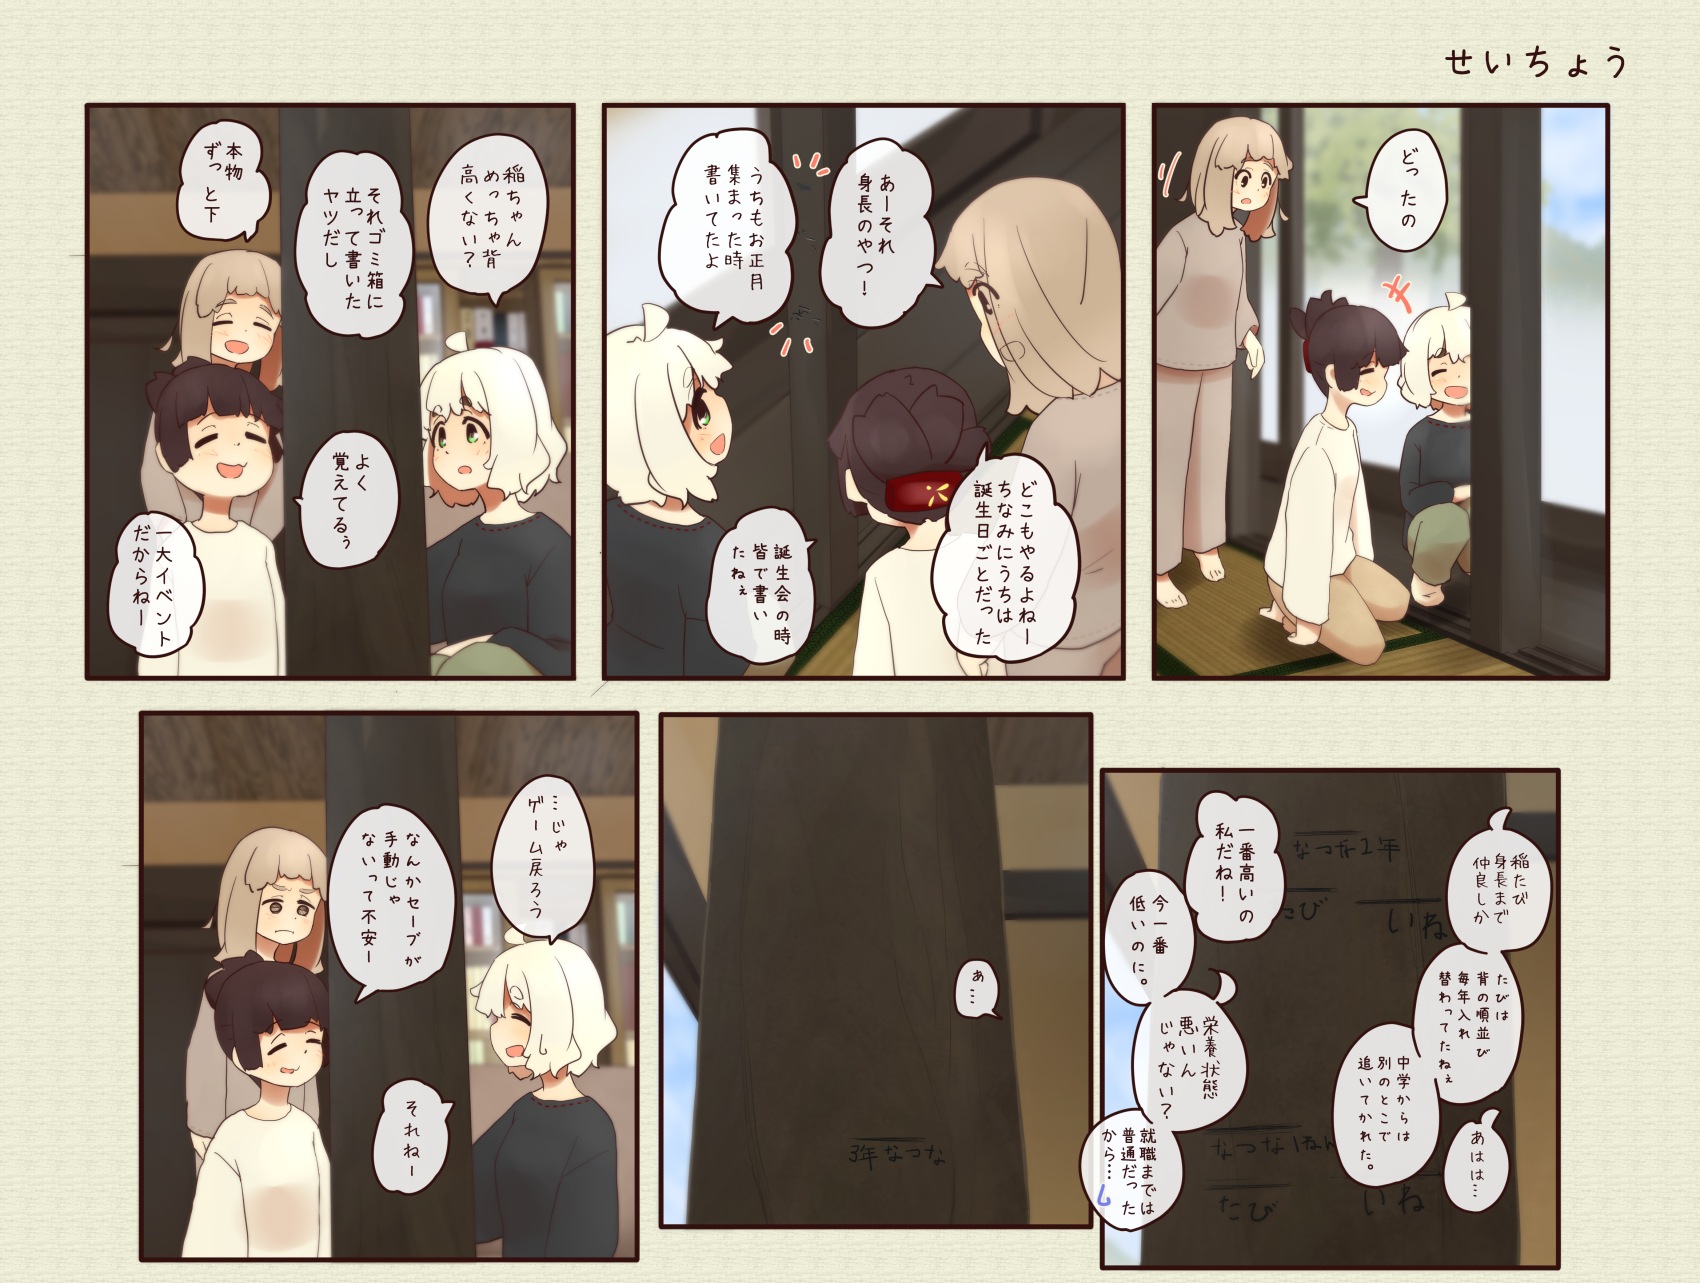 せいちょう
どったの
あーそれ
身長のやつ！
うちもお正月
集まった時
書いてたよ
どこもやるよねー
ちなみにうちは
誕生日ごとだった
誕生会の時
皆で書い
たねぇ
稲ちゃん
めっちゃ背
高くない？
それゴミ箱に
立って書いた
ヤツだし
本物
ずっと下
よく
覚えてるぅ
一大イベント
だからねー
稲たび
身長まで
仲良しか
たびは
背の順並び
毎年入れ
替わってたねぇ
中学からは
別のとこで
追いてかれた。
あはは…
一番高いの
私だね！
今一番
低いのに。
栄養状態
悪いん
じゃない？
就職までは
普通だった
から…
なつな2年
たび
いね
なつな1ねん
たび
いね
あ…
3年なつな
…じゃ
ゲーム戻ろう
なんかセーブが
手動じゃ
ないって不安ー
それねー